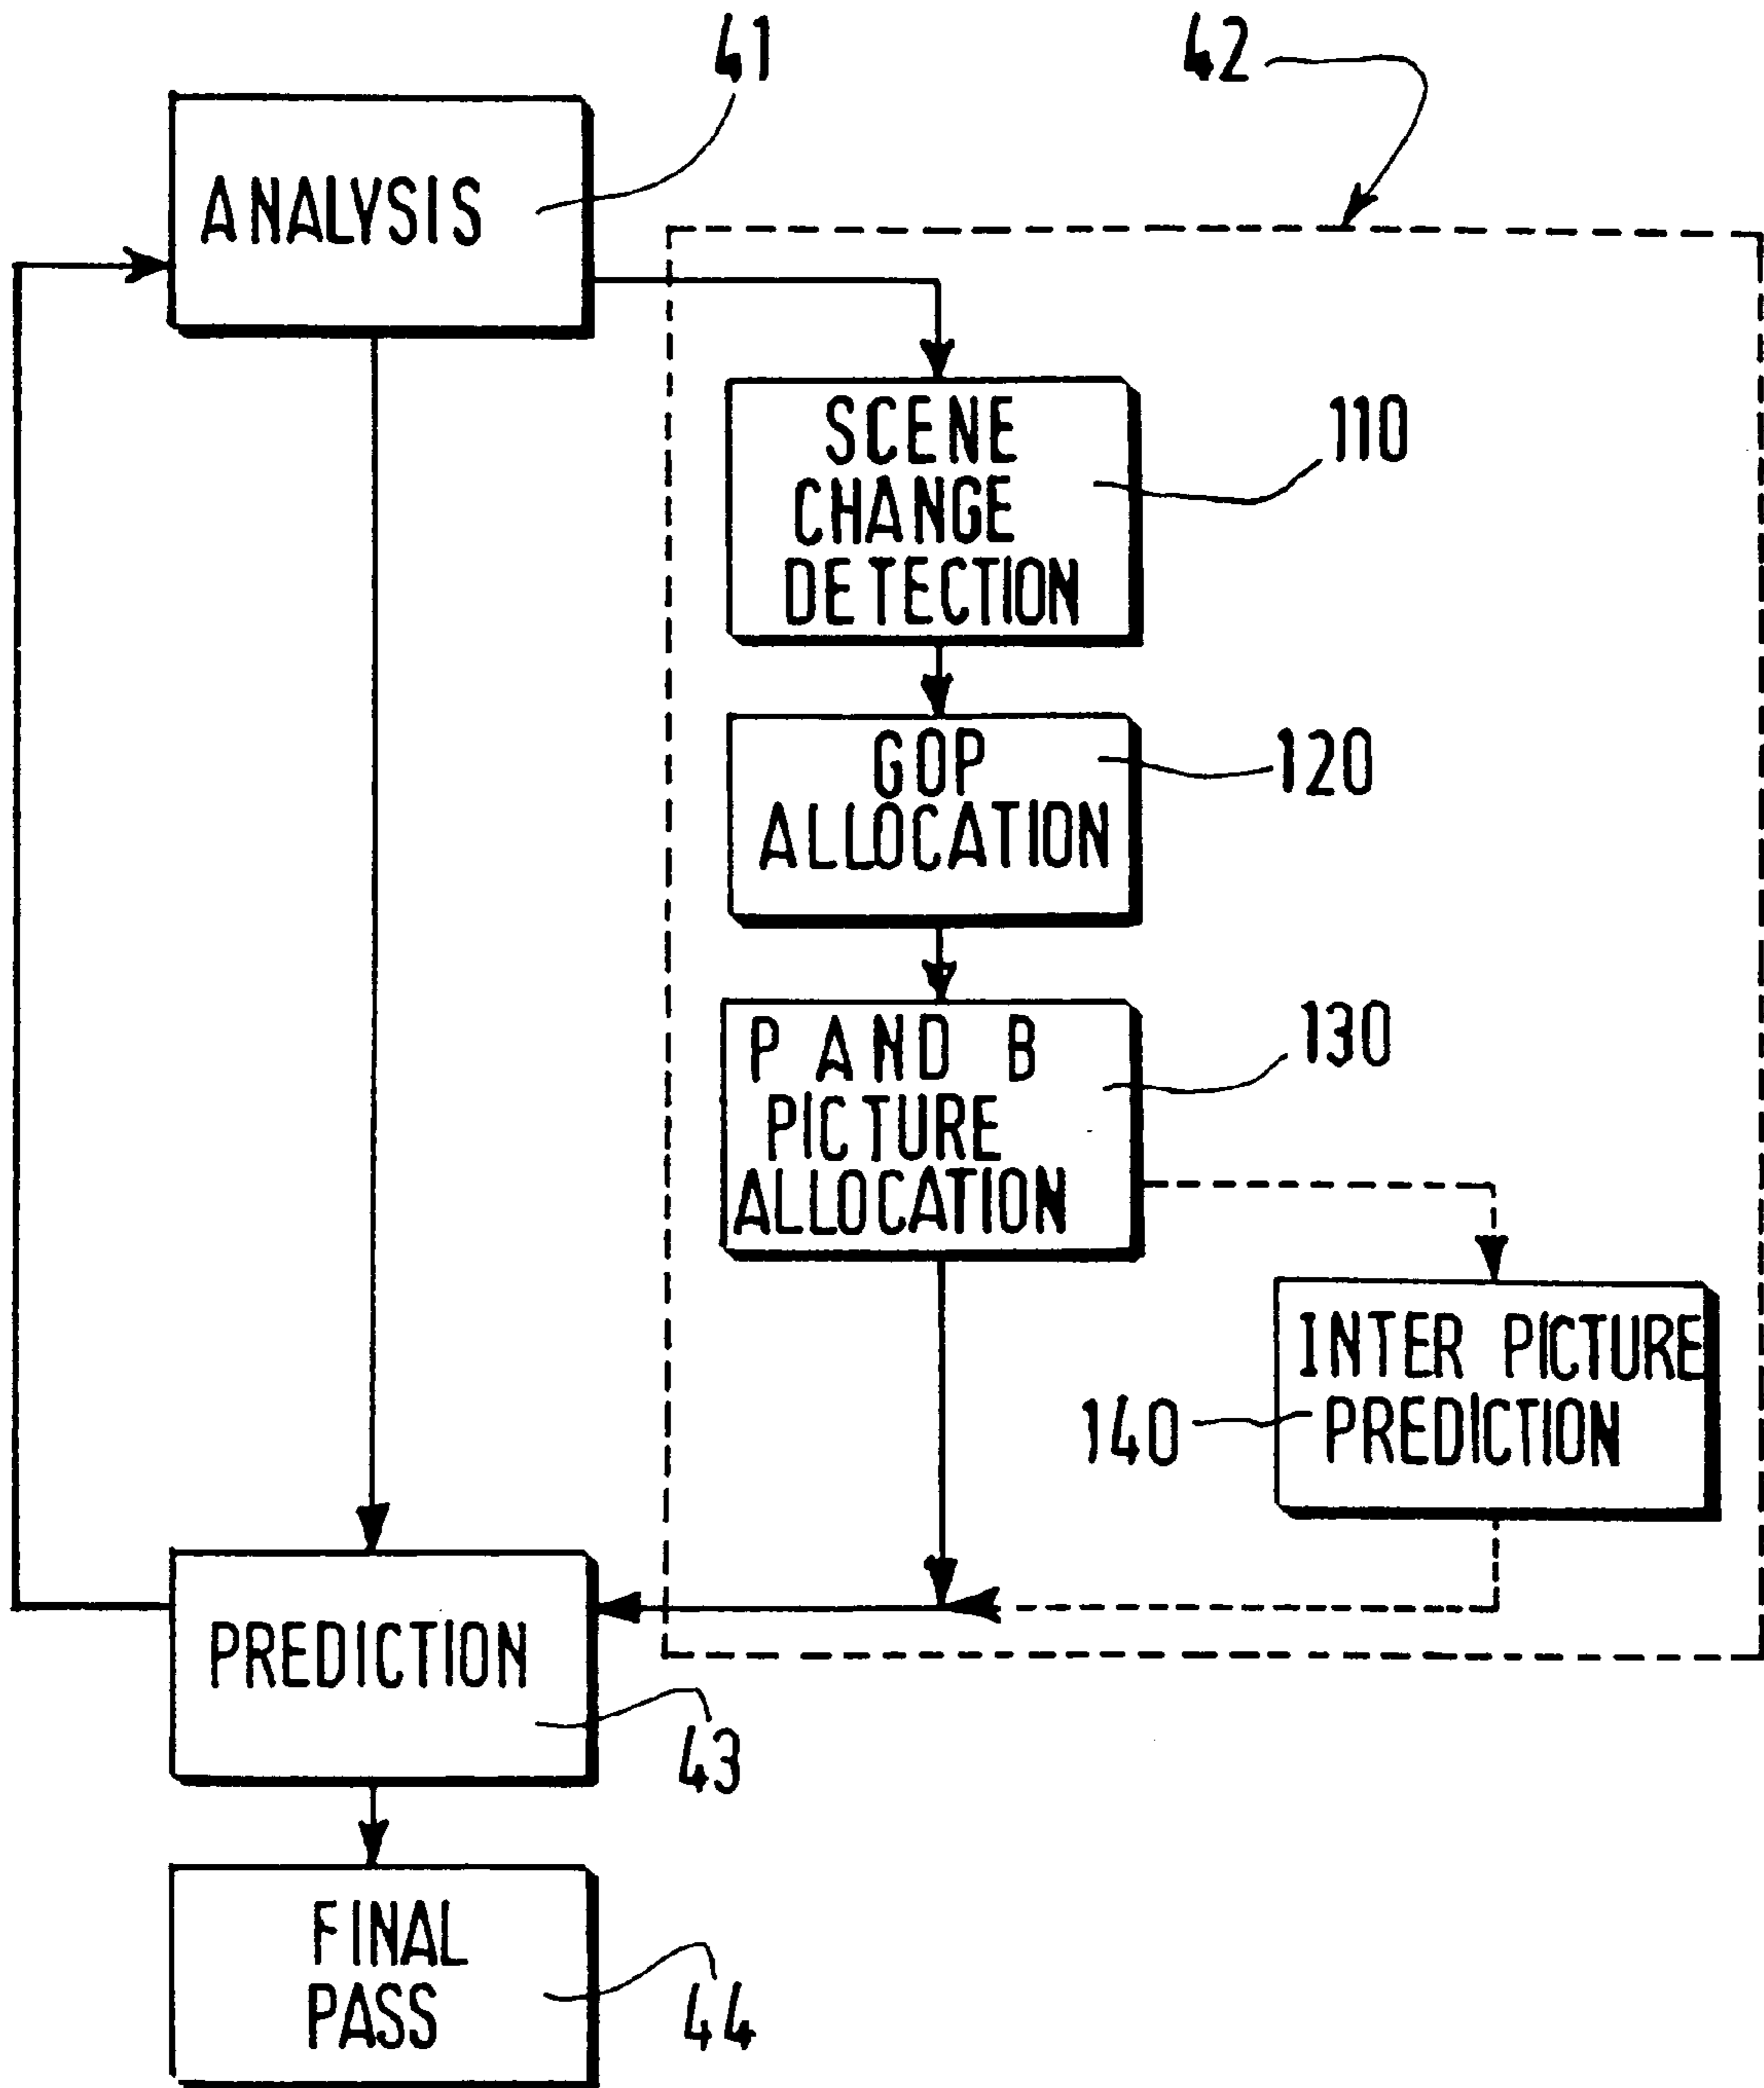 41
42
ANALYSIS
SCENE
CHANGE
DETECTION
110
GOP
ALLOCATION
120
P AND B
PICTURE
ALLOCATION
130
INTER PICTURE
PREDICTION
140
PREDICTION
43
FINAL
PASS
44